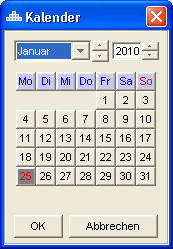 Kalender
Januar 2010
Mo Di Mi Do Fr Sa So
1 2 3
4 5 6 7 8 9 10
11 12 13 14 15 16 17
18 19 20 21 22 23 24
25 26 27 28 29 30 31
OK Abbrechen